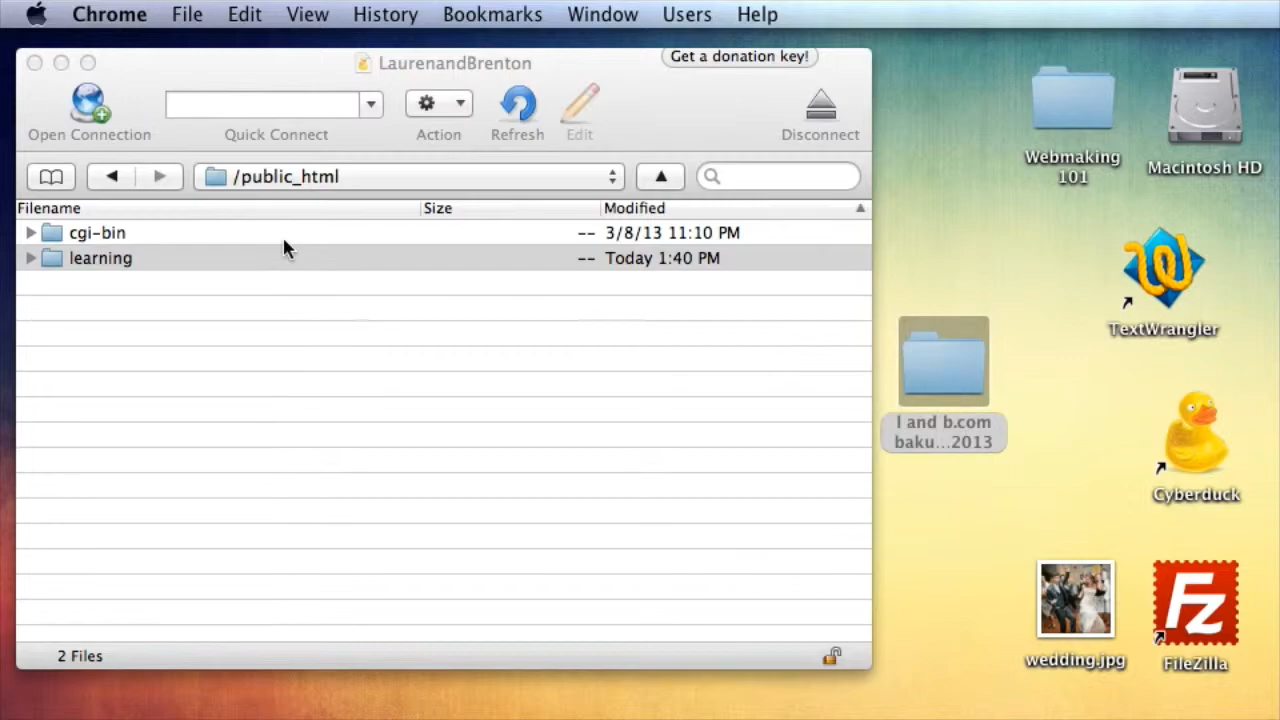 Chrome File Edit View History Bookmarks Window Users Help
LaurenandBrenton
Get a donation key!
Open Connection
Quick Connect
Action
Refresh
Edit
Disconnect
/public_html
Filename Size Modified
cgi-bin -- 3/8/13 11:10 PM
learning -- Today 1:40 PM
2 Files
Webmaking
101
Macintosh HD
TextWrangler
l and b.com
baku...2013
Cyberduck
wedding.jpg
Fz
FileZilla